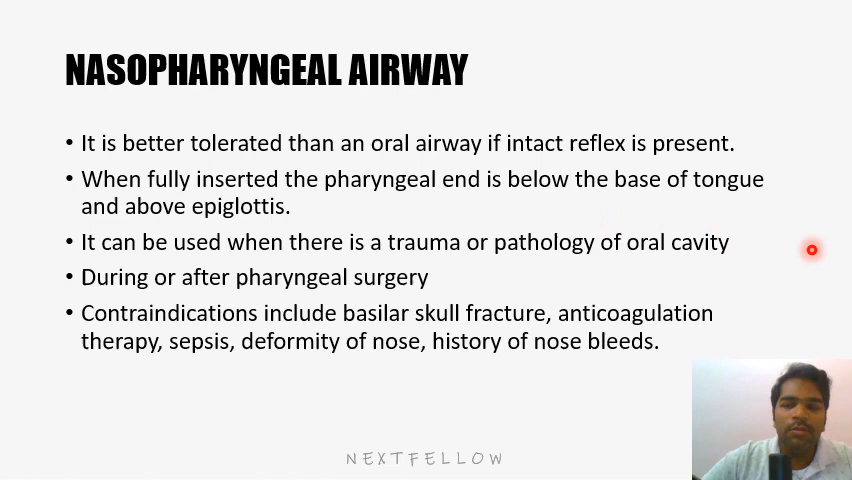 NASOPHARYNGEAL AIRWAY
• It is better tolerated than an oral airway if intact reflex is present.
• When fully inserted the pharyngeal end is below the base of tongue
and above epiglottis.
• It can be used when there is a trauma or pathology of oral cavity
• During or after pharyngeal surgery
• Contraindications include basilar skull fracture, anticoagulation
therapy, sepsis, deformity of nose, history of nose bleeds.
NEXTFELLOW